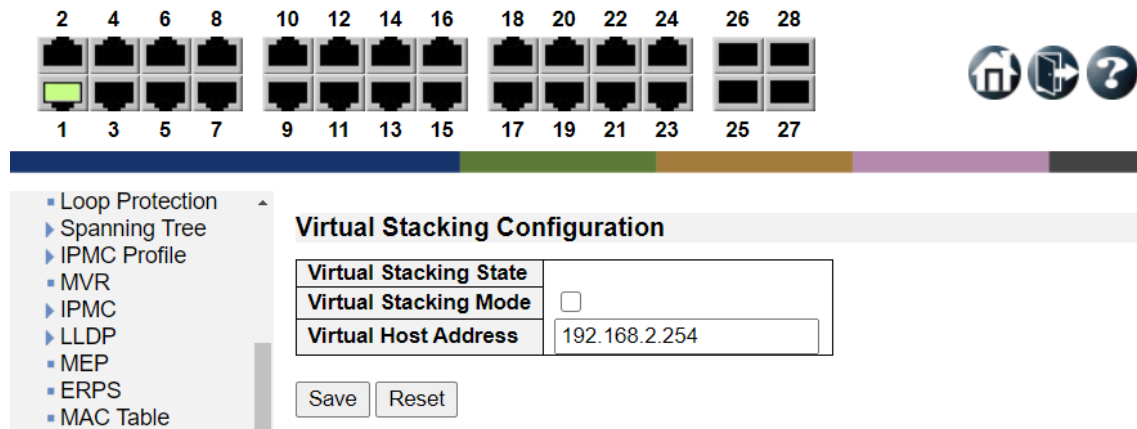 2 4 6 8 10 12 14 16 18 20 22 24 26 28
?
1 3 5 7 9 11 13 15 17 19 21 23 25 27
Loop Protection
Spanning Tree
IPMC Profile
MVR
IPMC
LLDP
MEP
ERPS
MAC Table
Virtual Stacking Configuration
Virtual Stacking State
Virtual Stacking Mode
Virtual Host Address 192.168.2.254
Save Reset